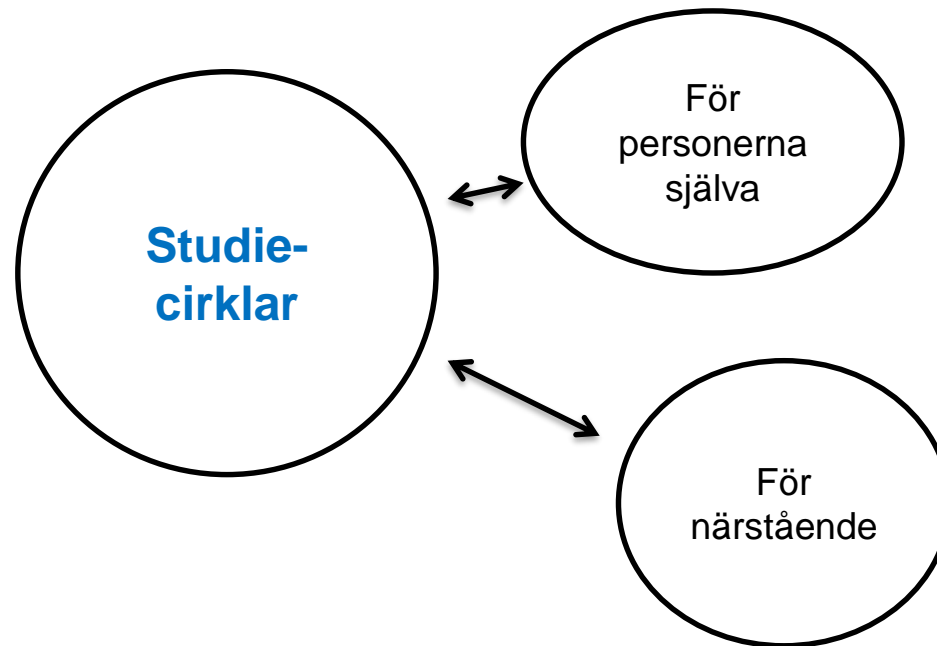 Studie-
cirklar
För
personerna
själva
För
närstående